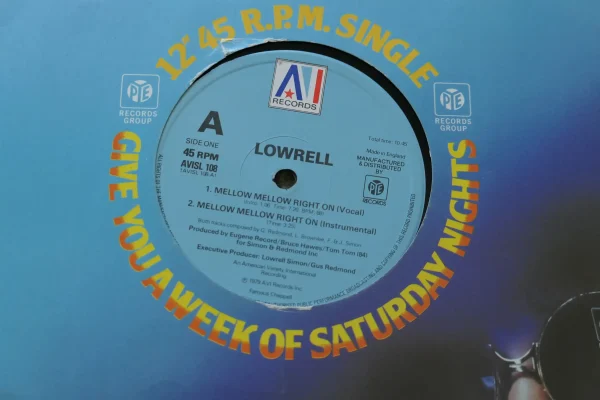 12" 45 R.P.M. SINGLE
GIVE YOU A WEEK OF SATURDAY NIGHTS
PYE
RECORDS
GROUP
PYE
RECORDS
GROUP
AVI
RECORDS
A
SIDE ONE
45 RPM
AVISL 108
(AVISL 108-A)
LOWRELL
Made in England
MANUFACTURED
& DISTRIBUTED
BY
PYE
RECORDS
1. MELLOW MELLOW RIGHT ON (Vocal)
2. MELLOW MELLOW RIGHT ON (Instrumental)
Produced by Eugene Record/Bruce Hawes/Tom Tom (84)
for Simon & Redmond Inc.
Executive Producer: Lowrell Simon/Gus Redmond
An American Variety International
Recording